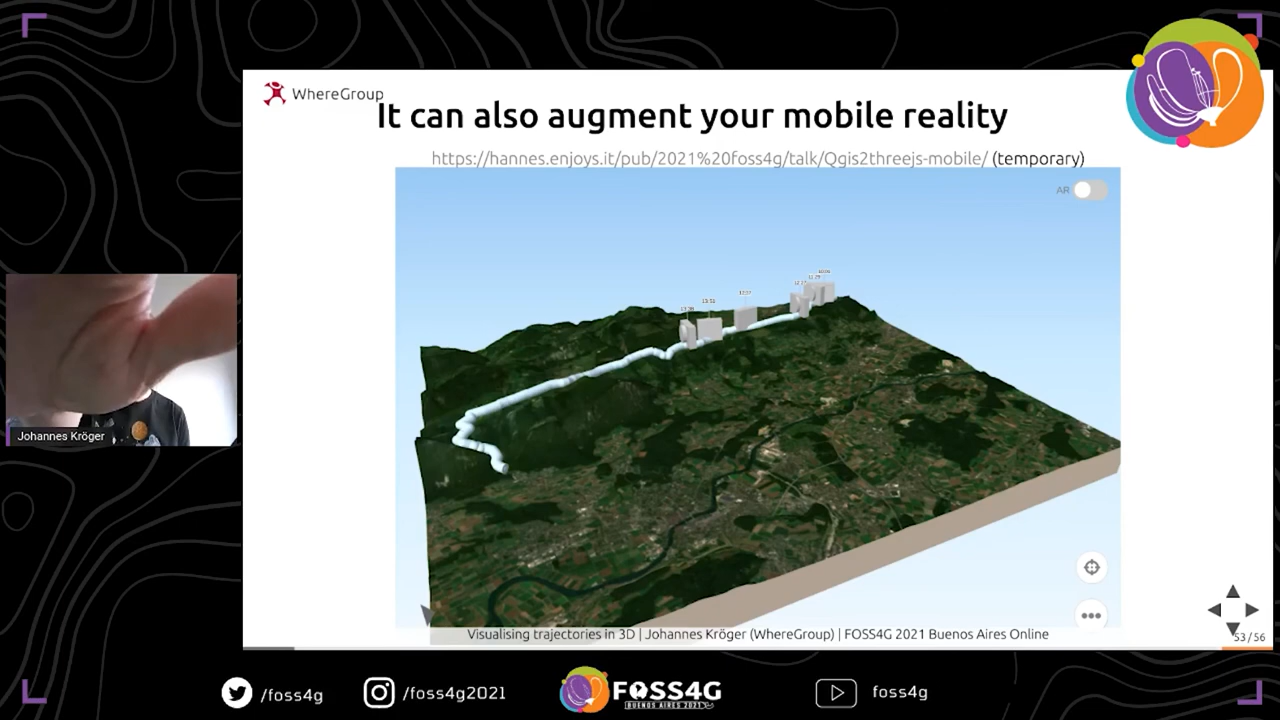 WhereGroup
It can also augment your mobile reality
https://hannes.enjoys.it/pub/2021%20foss4g/talk/Qgis2threejs-mobile/ (temporary)
AR
Johannes Kröger
Visualising trajectories in 3D | Johannes Kröger (WhereGroup) | FOSS4G 2021 Buenos Aires Online
53 / 56
/foss4g
/foss4g2021
FOSS4G
BUENOS AIRES 2021
foss4g